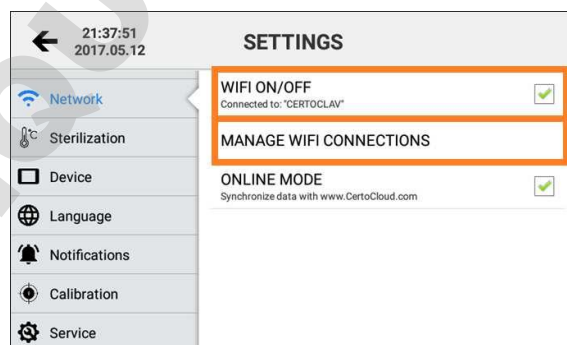 21:37:51
2017.05.12
SETTINGS
Network
°C Sterilization
Device
Language
Notifications
Calibration
Service
WIFI ON/OFF
Connected to: "CERTOCLAV"
MANAGE WIFI CONNECTIONS
ONLINE MODE
Synchronize data with www.CertoCloud.com